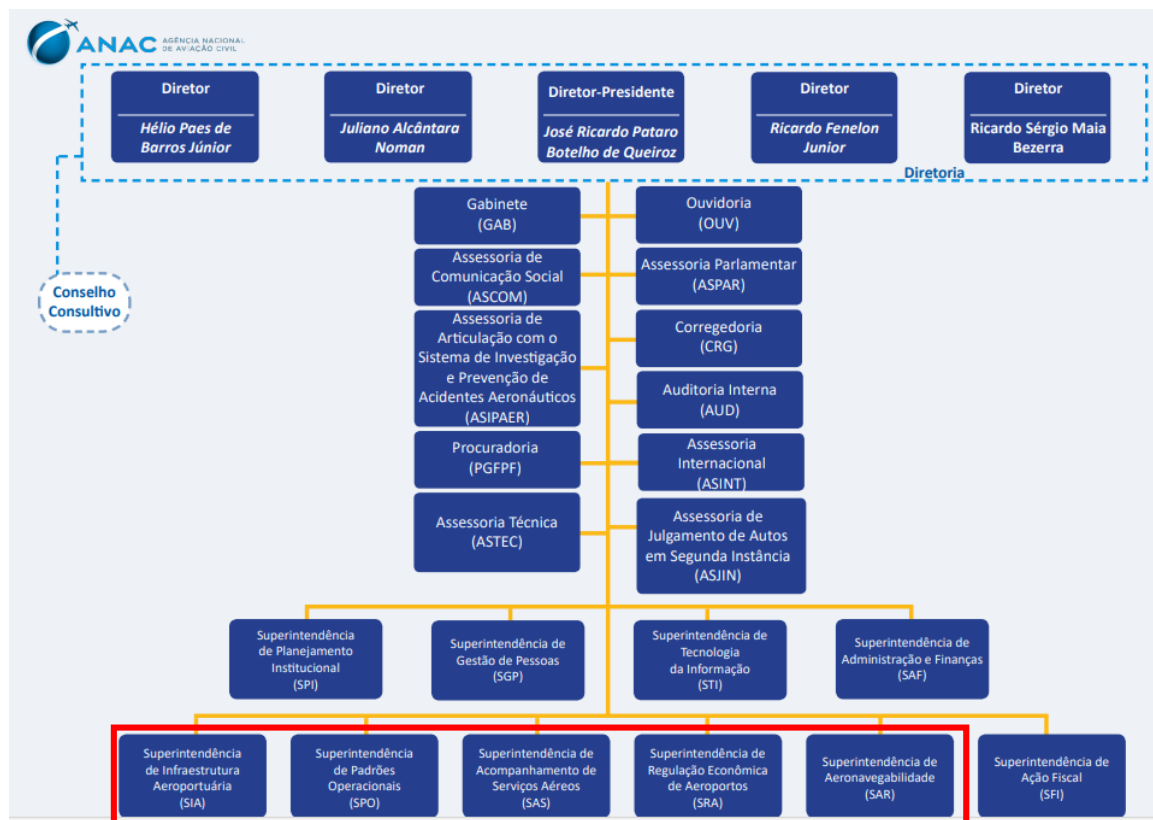 ANAC AGÊNCIA NACIONAL
DE AVIAÇÃO CIVIL
Diretor
Hélio Paes de
Barros Júnior
Diretor
Juliano Alcântara
Noman
Diretor-Presidente
José Ricardo Pataro
Botelho de Queiroz
Diretor
Ricardo Fenelon
Junior
Diretor
Ricardo Sérgio Maia
Bezerra
Diretoria
Conselho
Consultivo
Gabinete
(GAB)
Ouvidoria
(OUV)
Assessoria de
Comunicação Social
(ASCOM)
Assessoria Parlamentar
(ASPAR)
Assessoria de
Articulação com o
Sistema de Investigação
e Prevenção de
Acidentes Aeronáuticos
(ASIPAER)
Corregedoria
(CRG)
Auditoria Interna
(AUD)
Procuradoria
(PGFPF)
Assessoria
Internacional
(ASINT)
Assessoria Técnica
(ASTEC)
Assessoria de
Julgamento de Autos
em Segunda Instância
(ASJIN)
Superintendência
de Planejamento
Institucional
(SPI)
Superintendência de
Gestão de Pessoas
(SGP)
Superintendência de
Tecnologia
da Informação
(STI)
Superintendência de
Administração e Finanças
(SAF)
Superintendência
de Infraestrutura
Aeroportuária
(SIA)
Superintendência
de Padrões
Operacionais
(SPO)
Superintendência de
Acompanhamento de
Serviços Aéreos
(SAS)
Superintendência de
Regulação Econômica
de Aeroportos
(SRA)
Superintendência de
Aeronavegabilidade
(SAR)
Superintendência de
Ação Fiscal
(SFI)